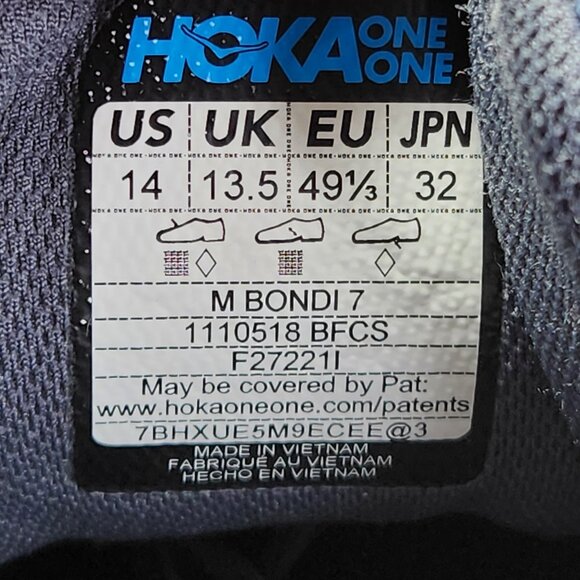 HOKA ONE ONE
US UK EU JPN
14 13.5 49⅓ 32
M BONDI 7
1110518 BFCS
F27221I
May be covered by Pat:
www.hokaoneone.com/patents
7BHXUE5M9ECEE@3
MADE IN VIETNAM
FABRIQUÉ AU VIETNAM
HECHO EN VIETNAM